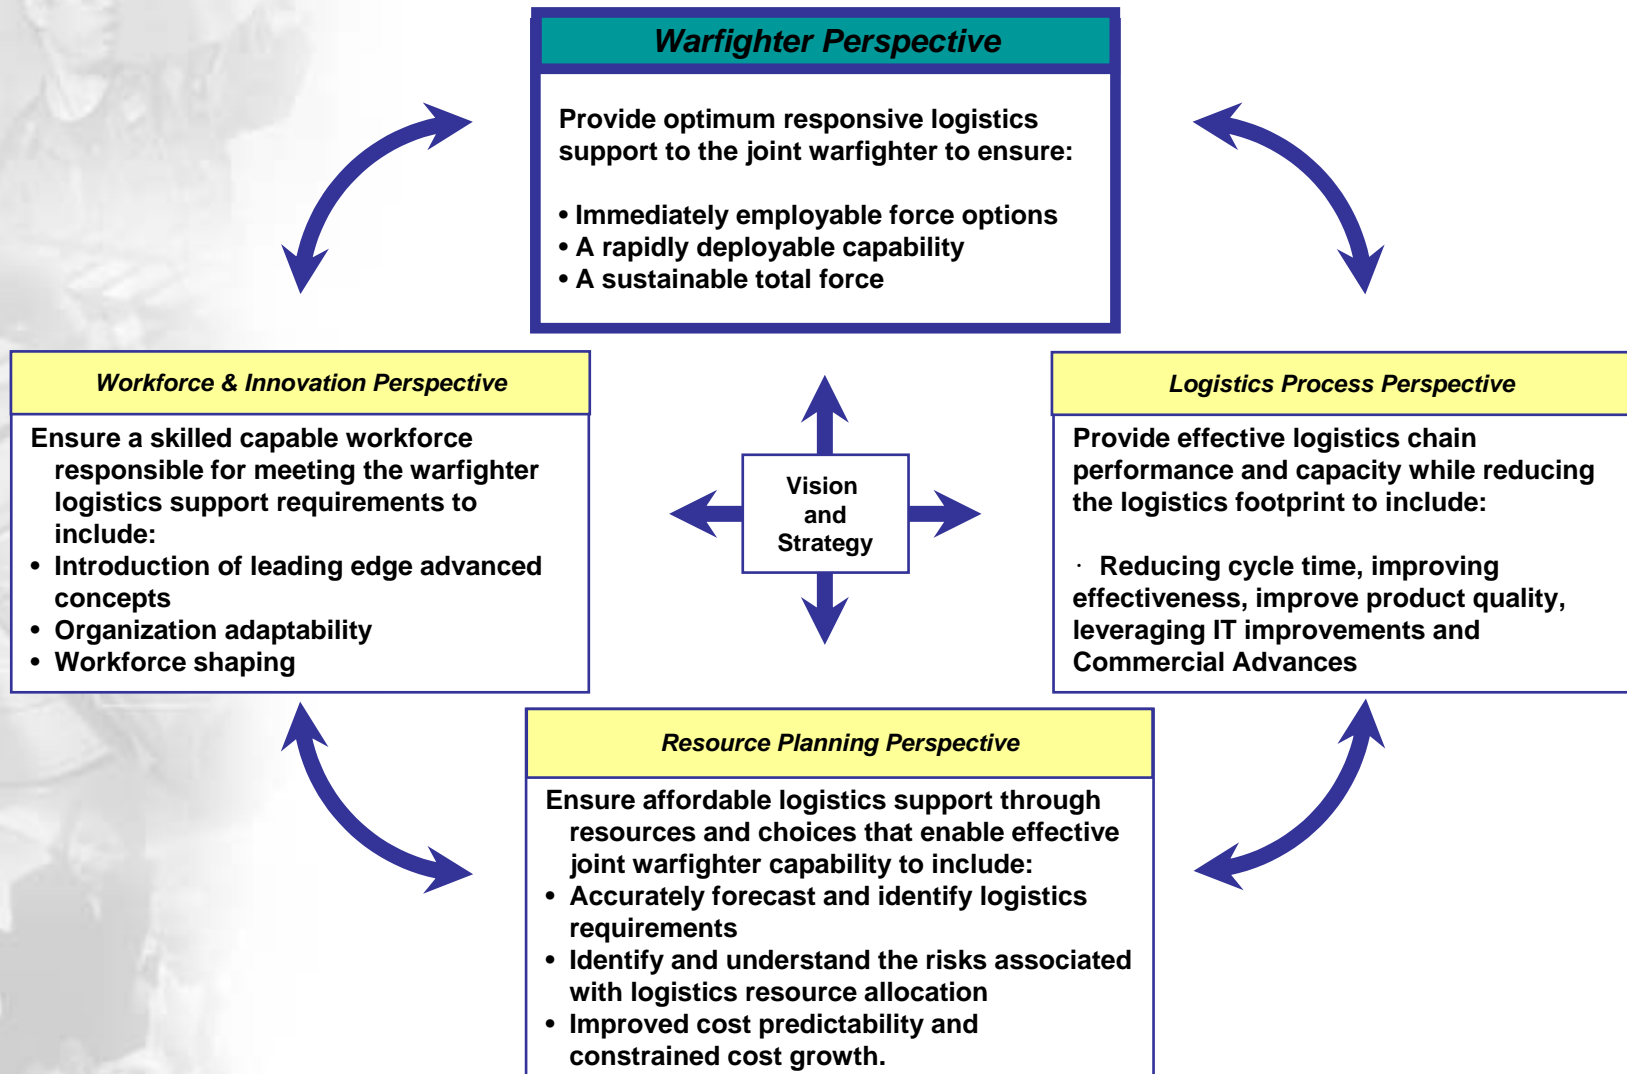 Warfighter Perspective
Provide optimum responsive logistics
support to the joint warfighter to ensure:
• Immediately employable force options
• A rapidly deployable capability
• A sustainable total force
Workforce & Innovation Perspective
Ensure a skilled capable workforce
responsible for meeting the warfighter
logistics support requirements to
include:
• Introduction of leading edge advanced
concepts
• Organization adaptability
• Workforce shaping
Vision
and
Strategy
Logistics Process Perspective
Provide effective logistics chain
performance and capacity while reducing
the logistics footprint to include:
· Reducing cycle time, improving
effectiveness, improve product quality,
leveraging IT improvements and
Commercial Advances
Resource Planning Perspective
Ensure affordable logistics support through
resources and choices that enable effective
joint warfighter capability to include:
• Accurately forecast and identify logistics
requirements
• Identify and understand the risks associated
with logistics resource allocation
• Improved cost predictability and
constrained cost growth.